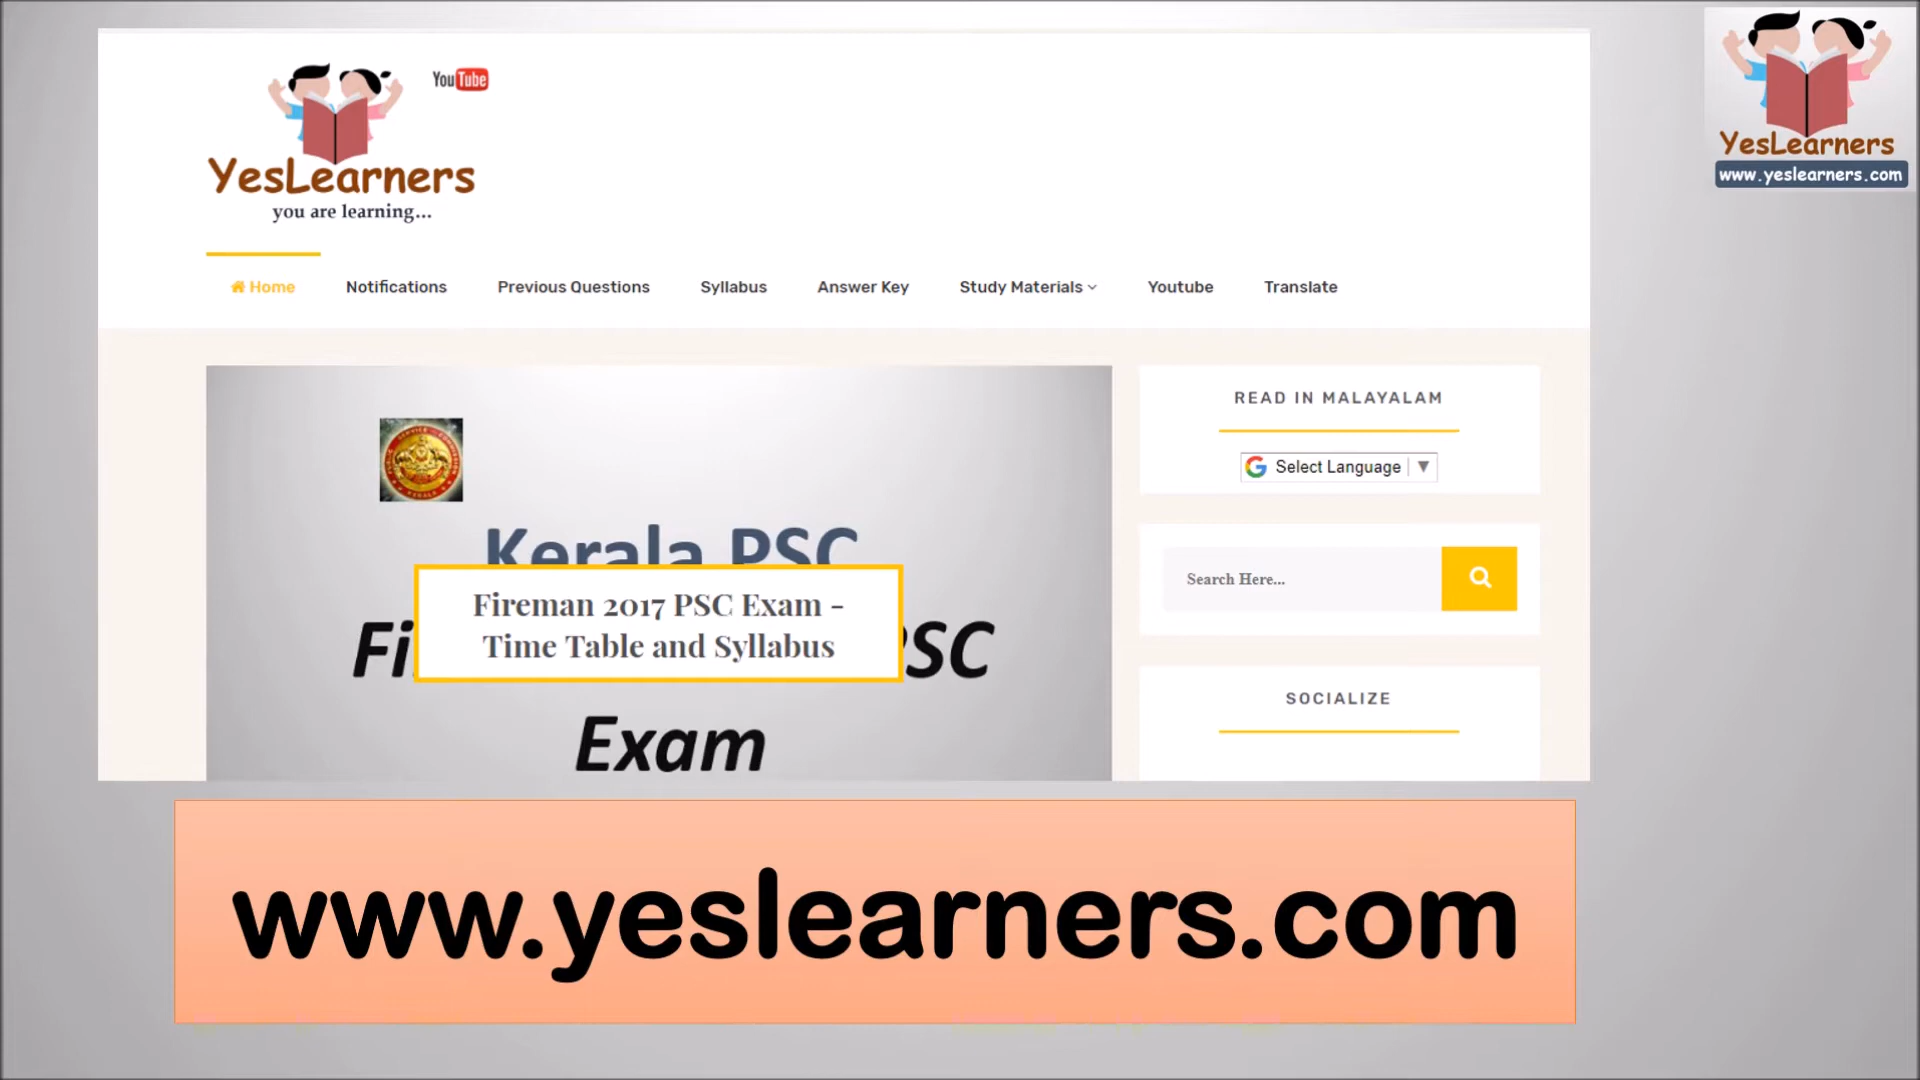 YouTube
YesLearners
you are learning...
Home Notifications Previous Questions Syllabus Answer Key Study Materials Youtube Translate
YesLearners
www.yeslearners.com
Kerala PSC
Fireman 2017 PSC Exam -
Time Table and Syllabus
Fi PSC
Exam
READ IN MALAYALAM
G Select Language ▼
Search Here...
SOCIALIZE
www.yeslearners.com